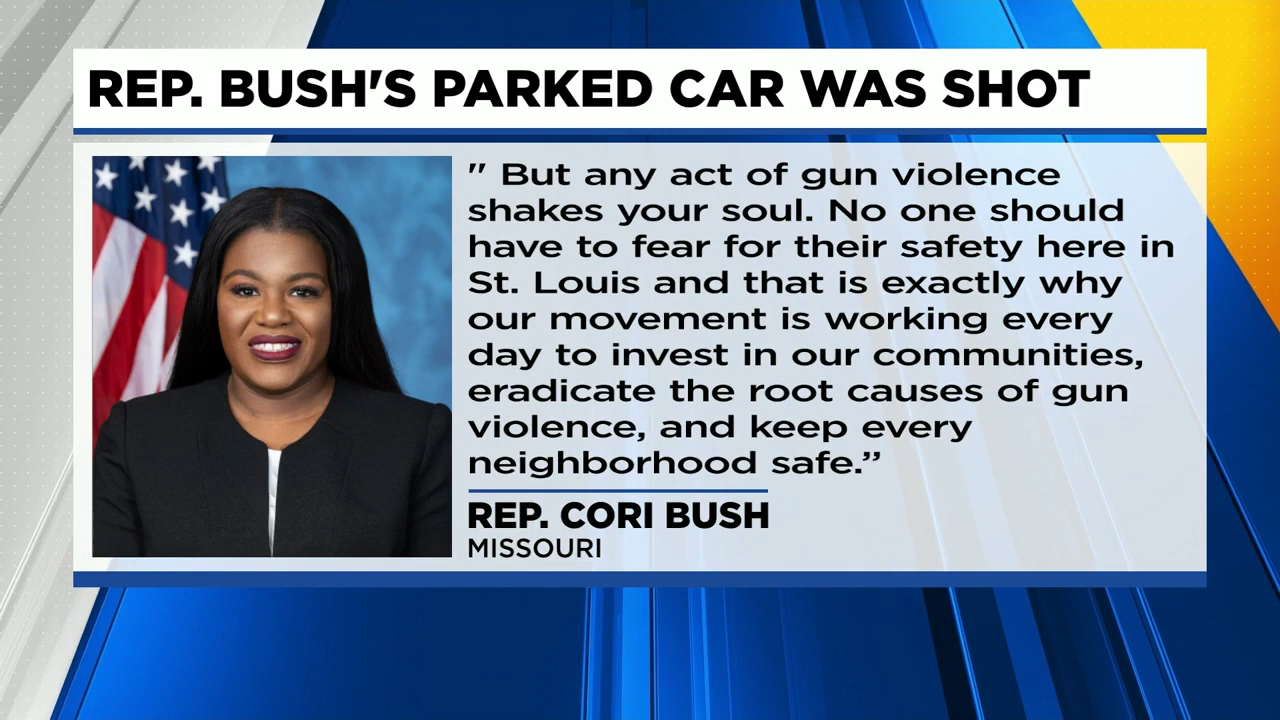 REP. BUSH'S PARKED CAR WAS SHOT
" But any act of gun violence
shakes your soul. No one should
have to fear for their safety here in
St. Louis and that is exactly why
our movement is working every
day to invest in our communities,
eradicate the root causes of gun
violence, and keep every
neighborhood safe.”
REP. CORI BUSH
MISSOURI